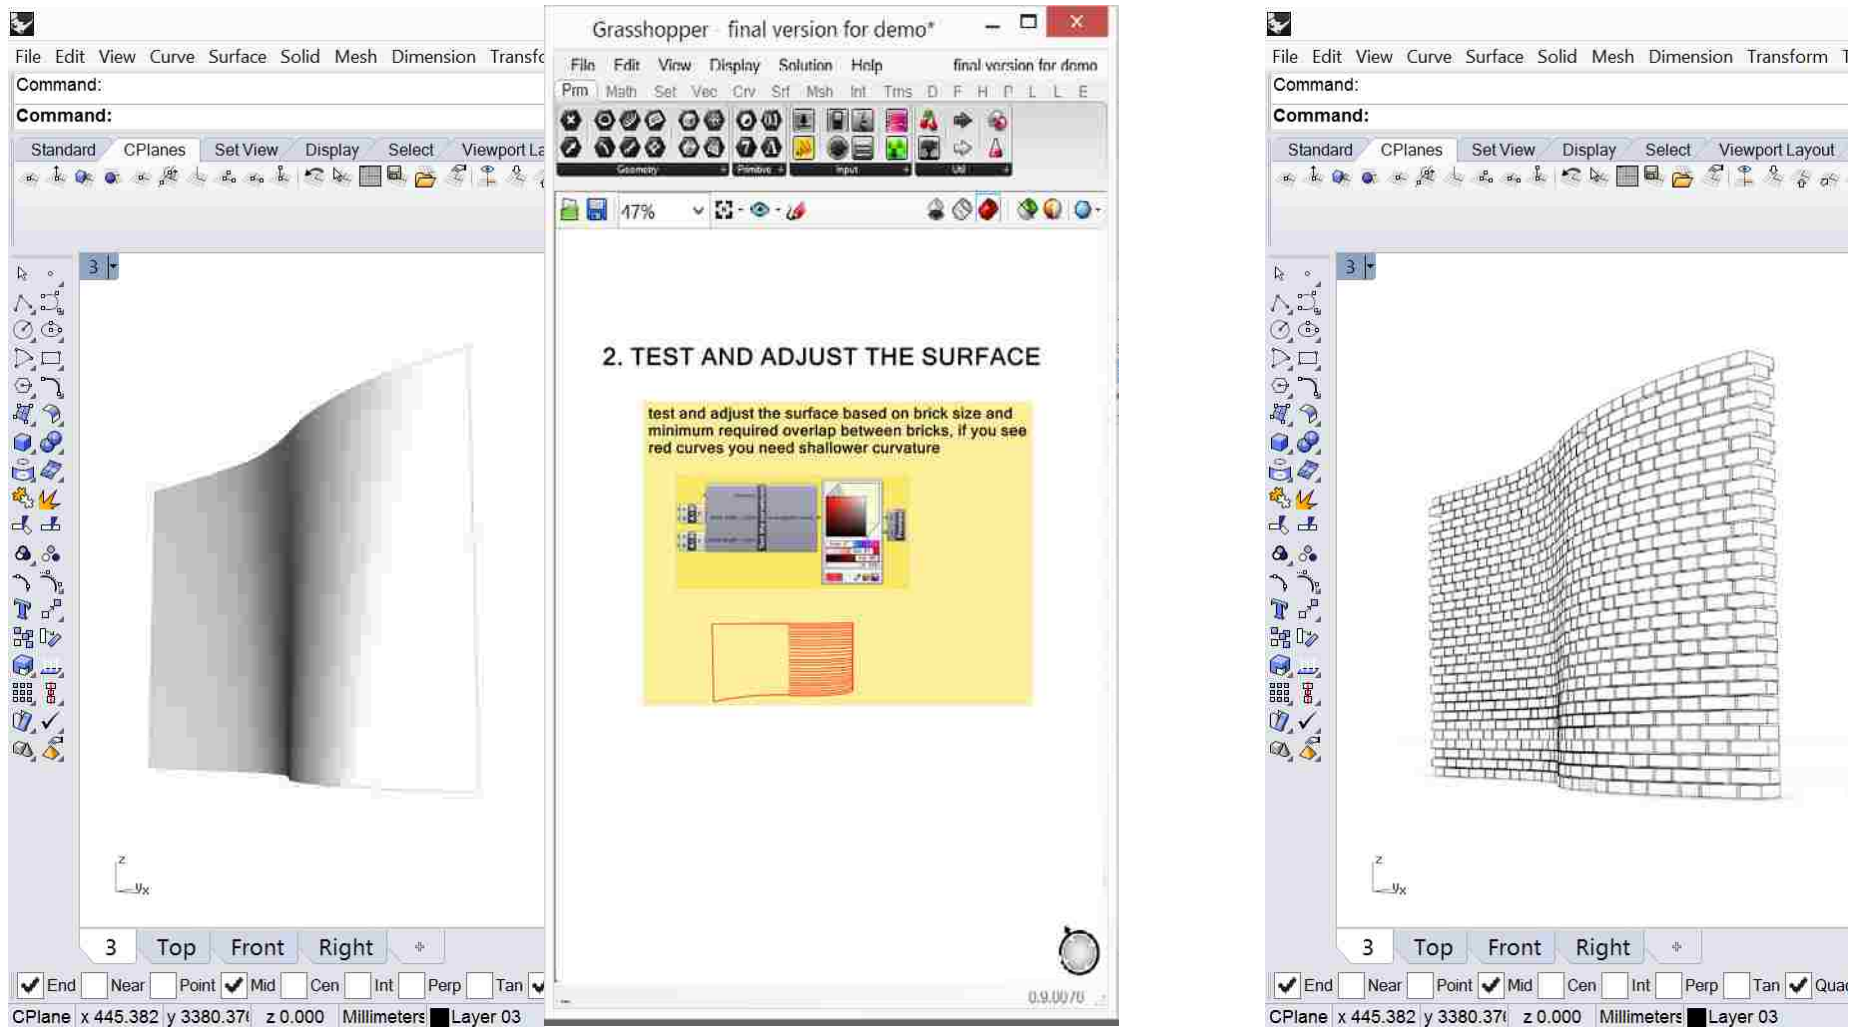 File Edit View Curve Surface Solid Mesh Dimension Transfo
Command:
Command:
Standard CPlanes Set View Display Select Viewport La
3
z
y x
3 Top Front Right
End Near Point Mid Cen Int Perp Tan
CPlane x 445.382 y 3380.37 z 0.000 Millimeters Layer 03
Grasshopper - final version for demo*
File Edit View Display Solution Help final version for demo
Prm Math Set Vec Crv Srf Msh Int Trns D F H P L L E
Geometry Primitive Input Util
47%
2. TEST AND ADJUST THE SURFACE
test and adjust the surface based on brick size and
minimum required overlap between bricks, if you see
red curves you need shallower curvature
0.9.0076
File Edit View Curve Surface Solid Mesh Dimension Transform
Command:
Command:
Standard CPlanes Set View Display Select Viewport Layout
3
z
y x
3 Top Front Right
End Near Point Mid Cen Int Perp Tan Qua
CPlane x 445.382 y 3380.37 z 0.000 Millimeters Layer 03